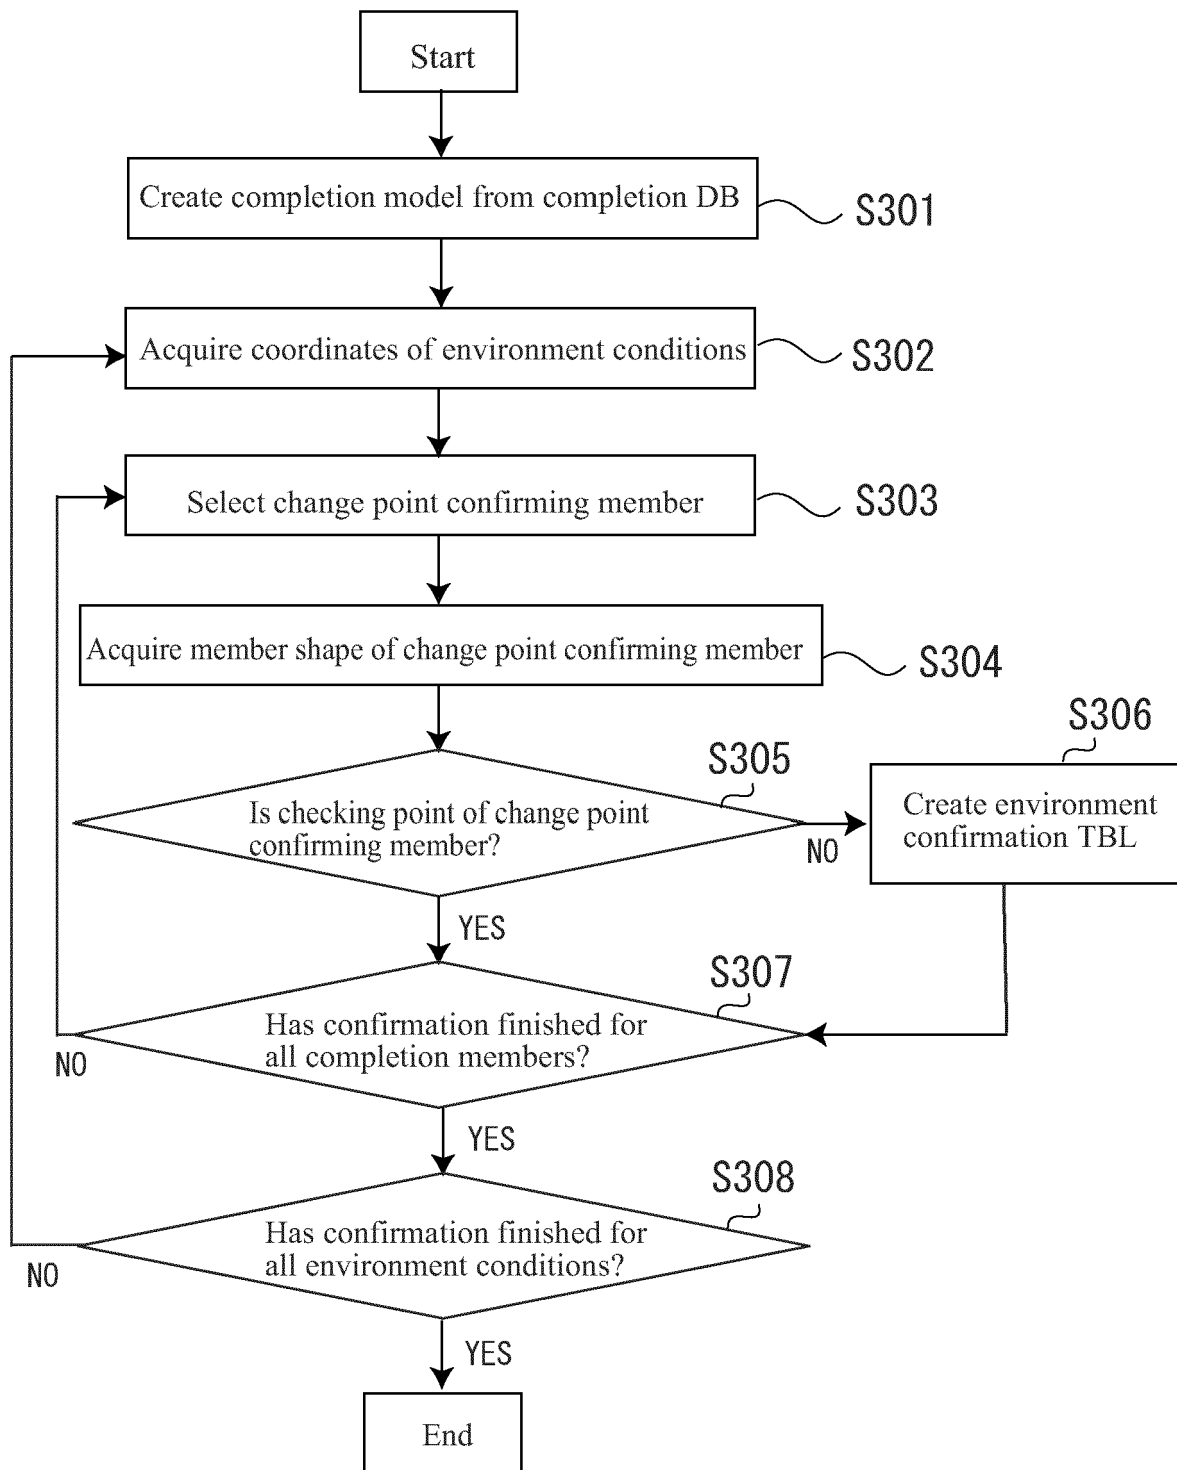 Start
Create completion model from completion DB
S301
Acquire coordinates of environment conditions
S302
Select change point confirming member
S303
Acquire member shape of change point confirming member
S304
S305
Is checking point of change point
confirming member?
NO
S306
Create environment
confirmation TBL
YES
S307
Has confirmation finished for
all completion members?
NO
YES
S308
Has confirmation finished for
all environment conditions?
NO
YES
End